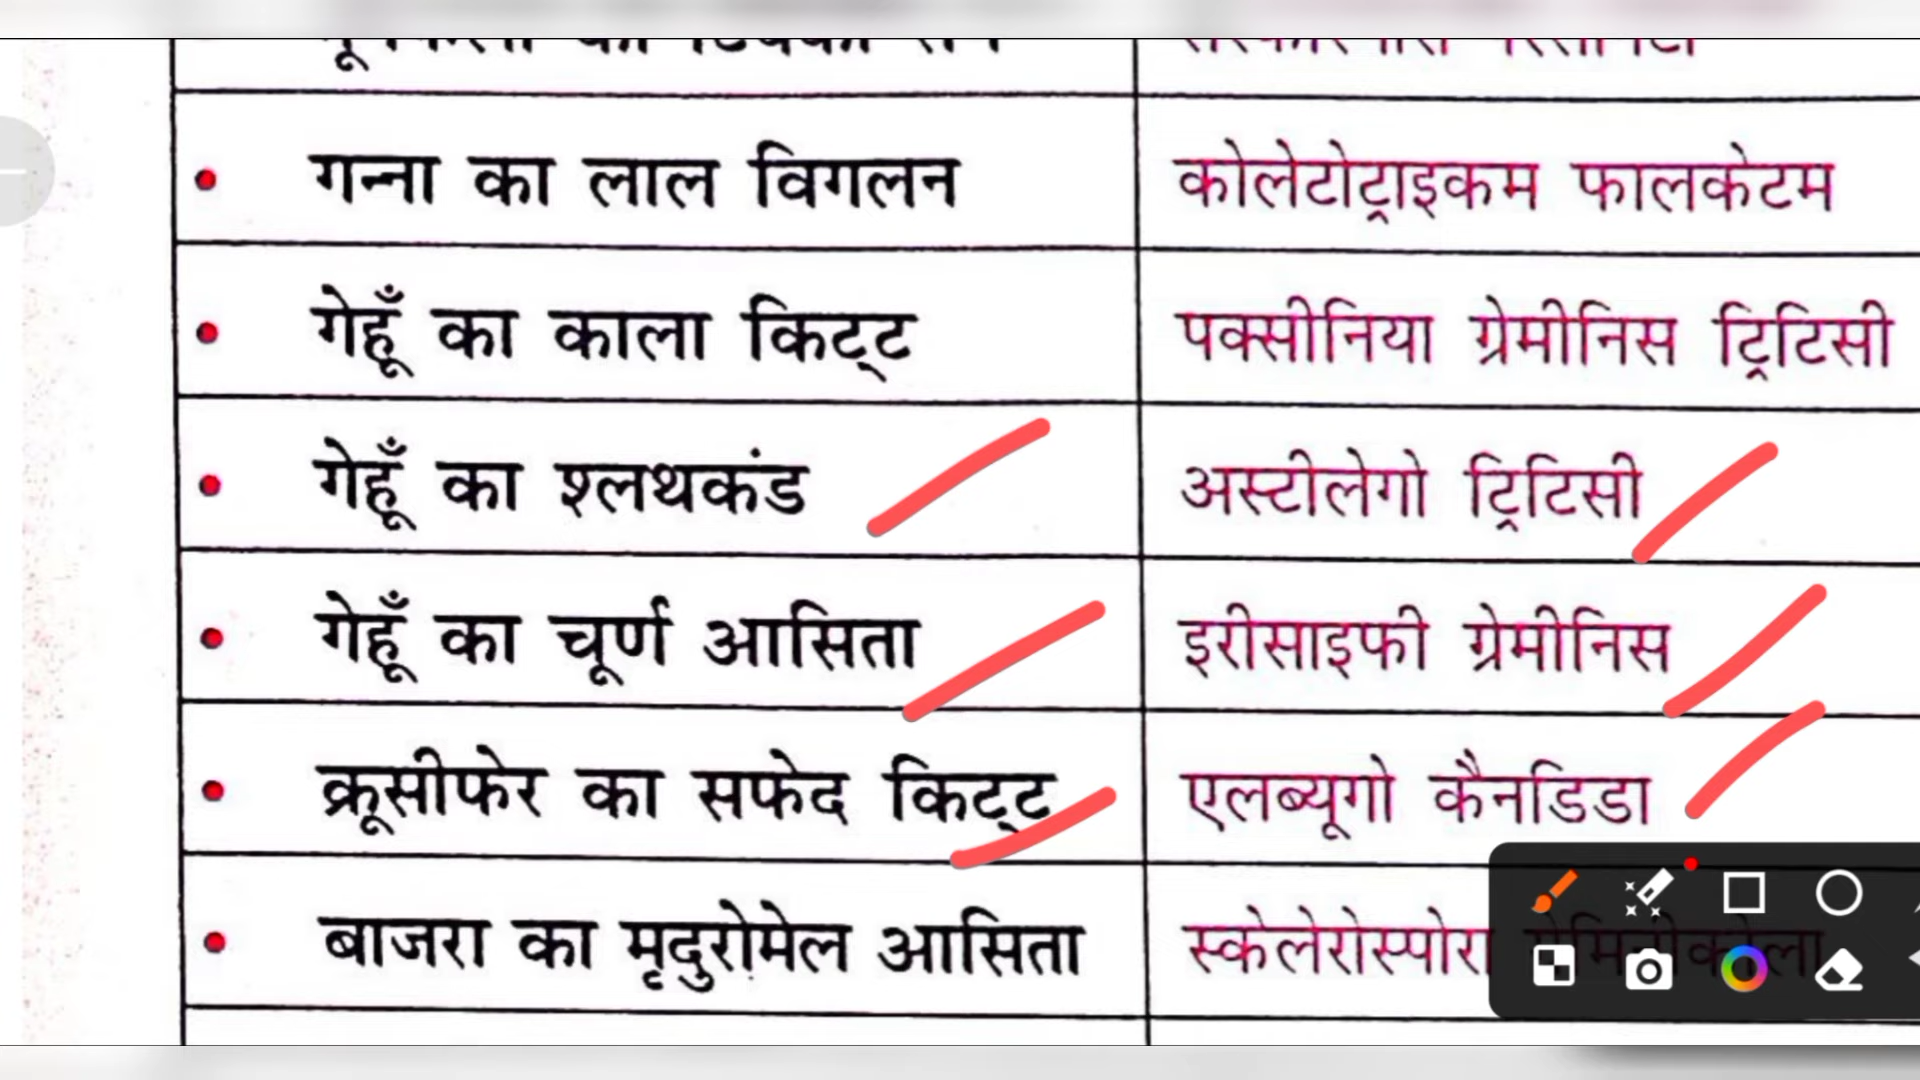 गन्ना का लाल विगलन कोलेटोट्राइकम फालकेटम
गेहूँ का काला किट्ट पक्सीनिया ग्रेमीनिस ट्रिटिसी
गेहूँ का श्लथकंड अस्टीलेगो ट्रिटिसी
गेहूँ का चूर्ण आसिता इरीसाइफी ग्रेमीनिस
क्रूसीफेर का सफेद किट्ट एलब्यूगो कैनडिडा
बाजरा का मृदुरोमेल आसिता स्केलेरोस्पोरा